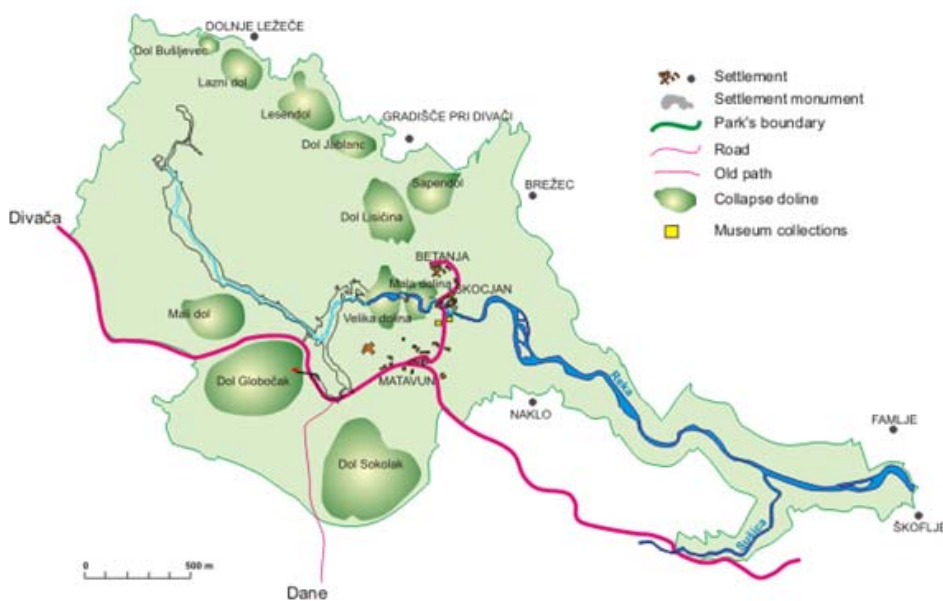 DOLNJE LEŽEČE
Dol Bušljevec
Lazni dol
Lesendol
GRADIŠČE PRI DIVAČI
Dol Jablanc
Sapendol
BREŽEC
Dol Lisičina
Divača
BETANJA
Mala dolina
ŠKOCJAN
Velika dolina
Mali dol
Dol Globočak
MATAVUN
NAKLO
Reka
FAMLJE
Dol Sokolak
Sušica
ŠKOFLJE
0
500 m
Dane
Settlement
Settlement monument
Park's boundary
Road
Old path
Collapse doline
Museum collections